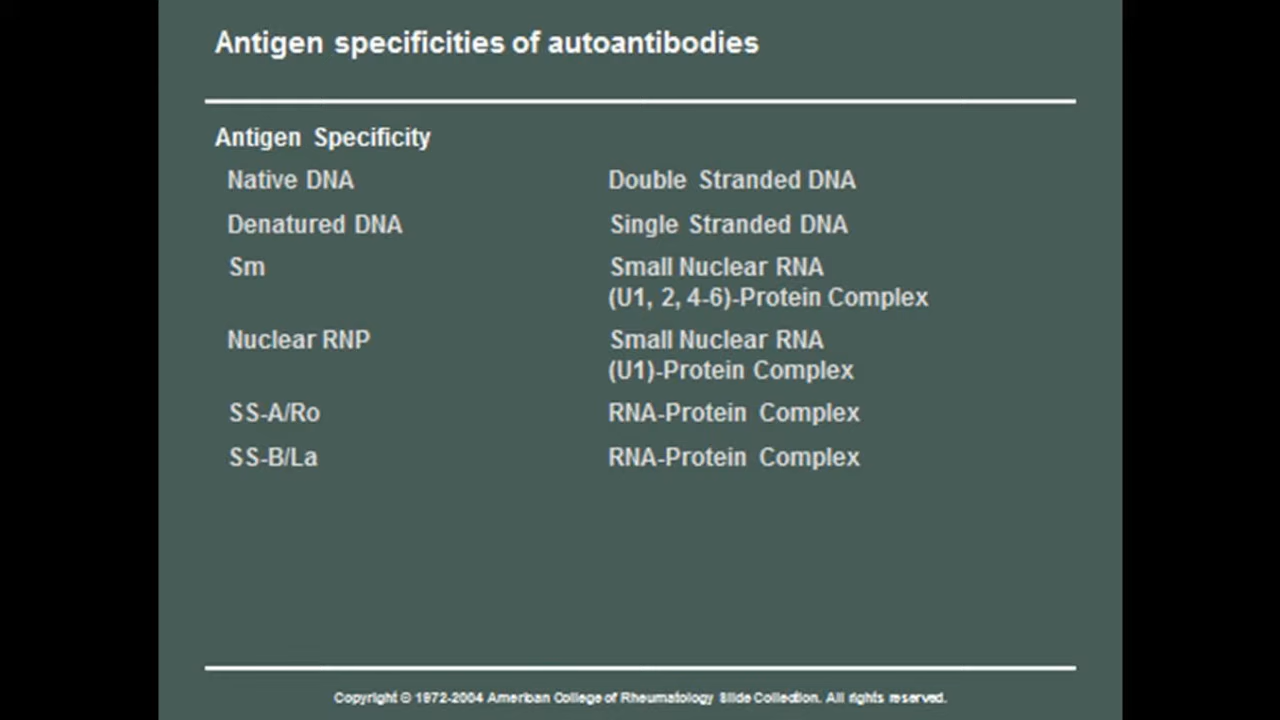 Antigen specificities of autoantibodies
Antigen Specificity
Native DNA Double Stranded DNA
Denatured DNA Single Stranded DNA
Sm Small Nuclear RNA
(U1, 2, 4-6)-Protein Complex
Nuclear RNP Small Nuclear RNA
(U1)-Protein Complex
SS-A/Ro RNA-Protein Complex
SS-B/La RNA-Protein Complex
Copyright © 1972-2004 American College of Rheumatology Slide Collection. All rights reserved.